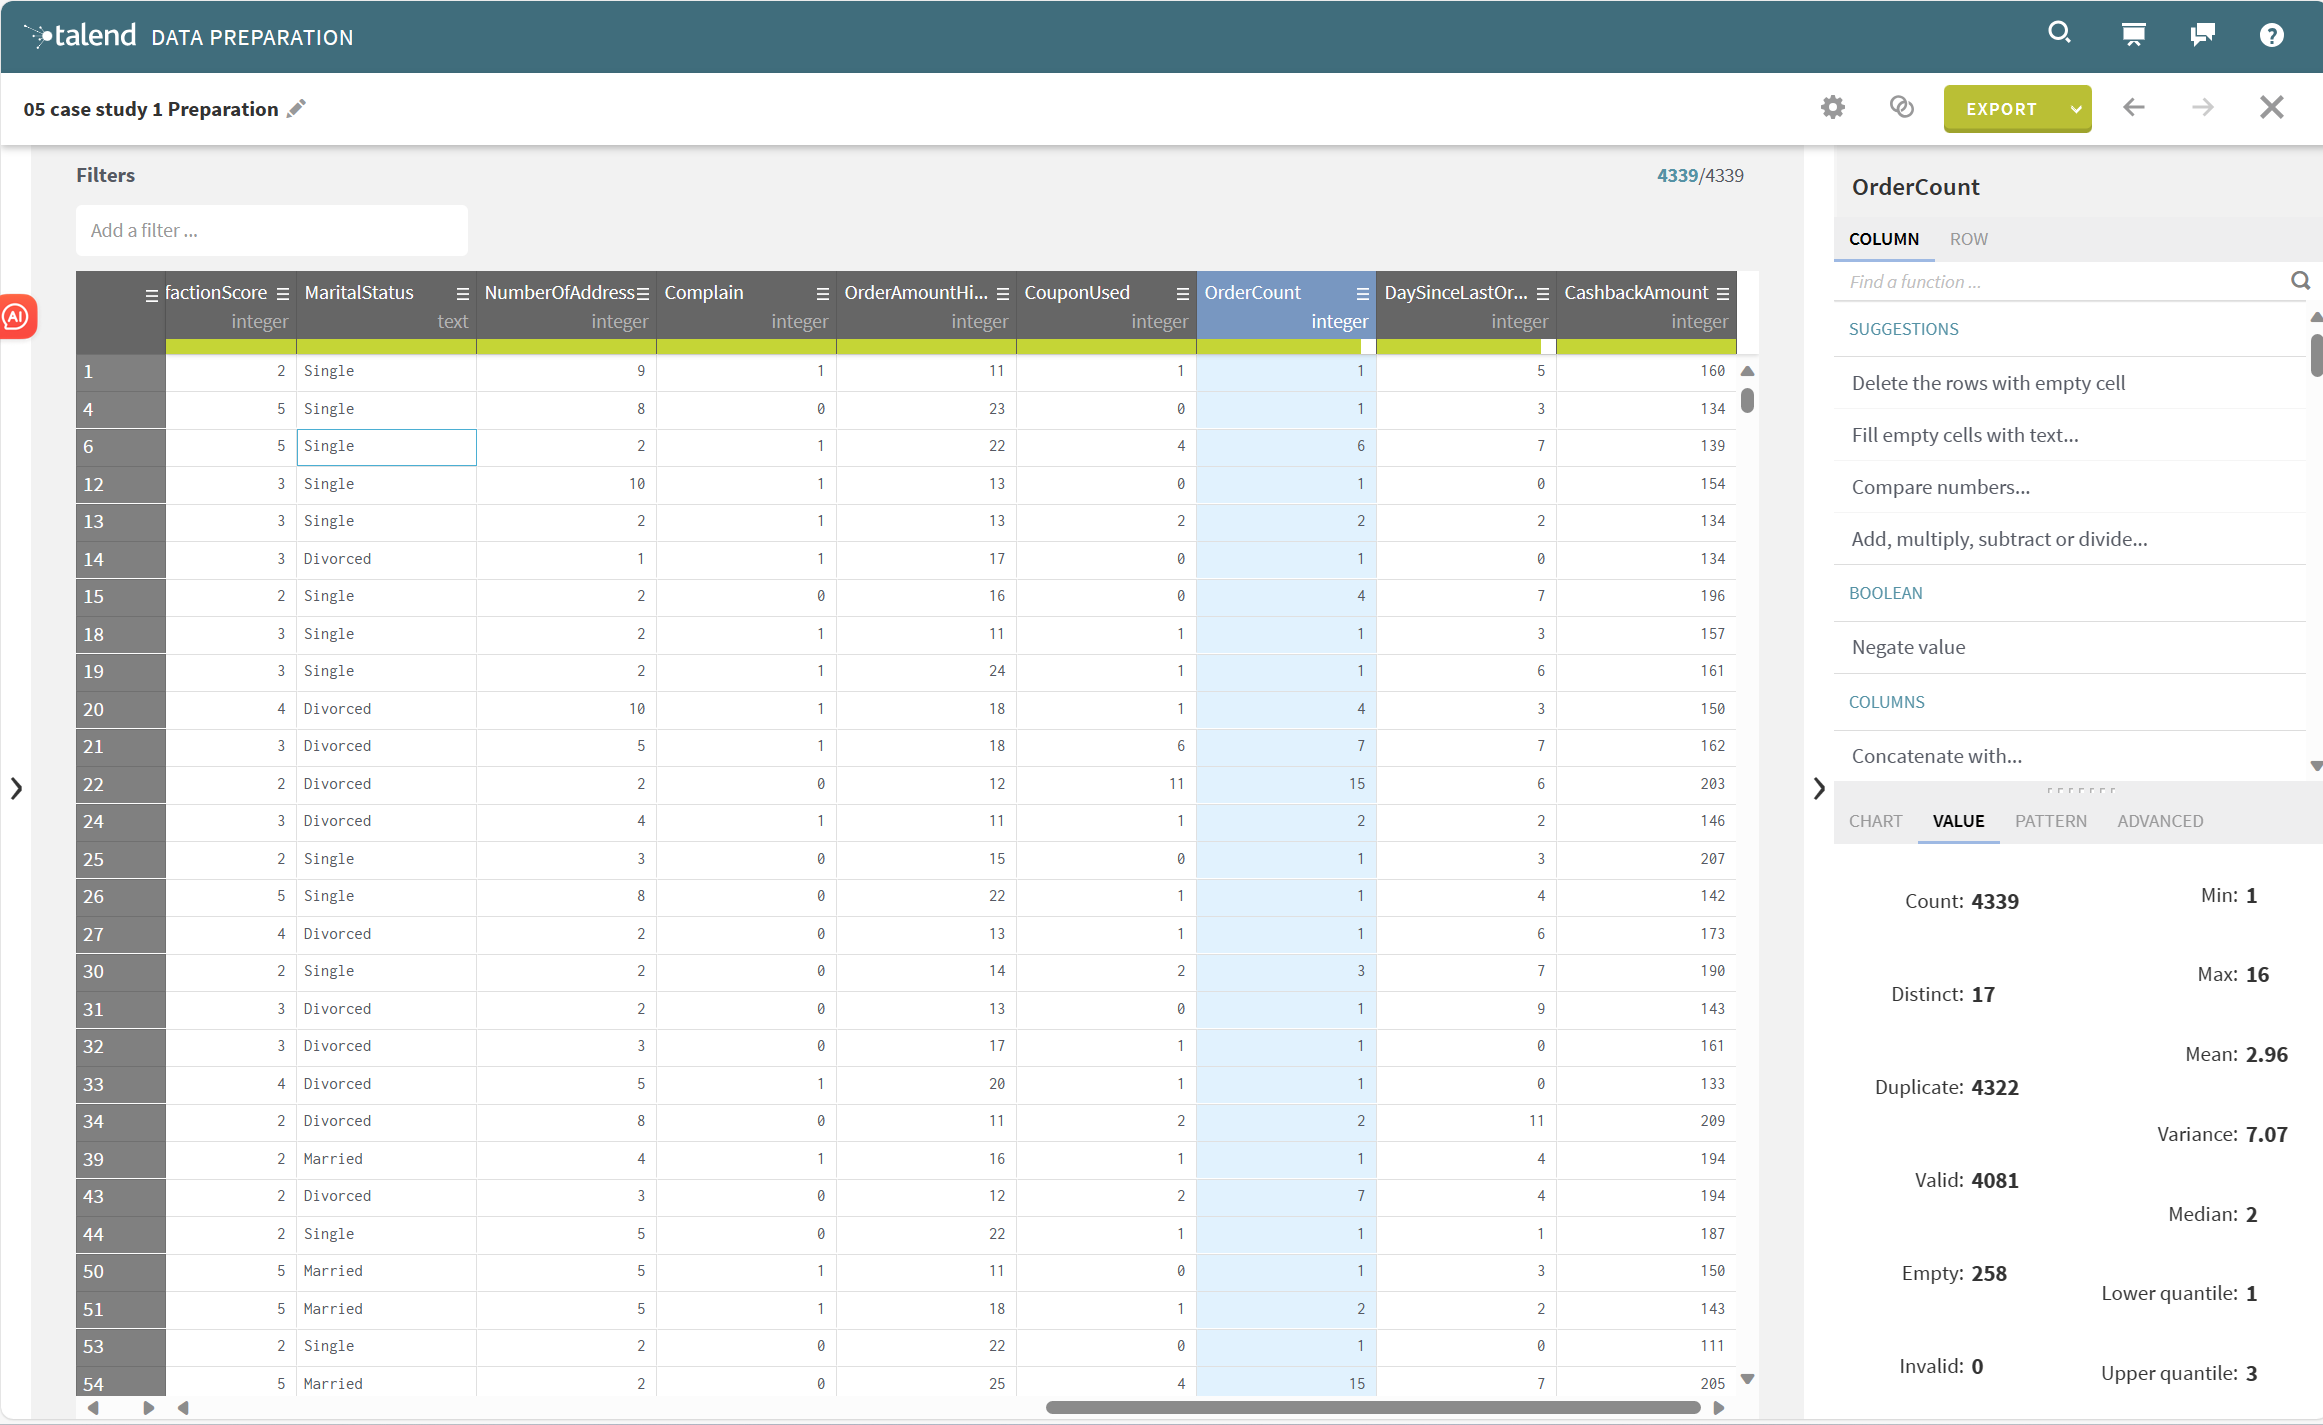 talend DATA PREPARATION
05 case study 1 Preparation
EXPORT
Filters
4339/4339
Add a filter ...
factionScore MaritalStatus NumberOfAddress Complain OrderAmountHi... CouponUsed OrderCount DaySinceLastOr... CashbackAmount
integer text integer integer integer integer integer integer integer
1 2 Single 9 1 11 1 1 5 160
4 5 Single 8 0 23 0 1 3 134
6 5 Single 2 1 22 4 6 7 139
12 3 Single 10 1 13 0 1 0 154
13 3 Single 2 1 13 2 2 2 134
14 3 Divorced 1 1 17 0 1 0 134
15 2 Single 2 0 16 0 4 7 196
18 3 Single 2 1 11 1 1 3 157
19 3 Single 2 1 24 1 1 6 161
20 4 Divorced 10 1 18 1 4 3 150
21 3 Divorced 5 1 18 6 7 7 162
22 2 Divorced 2 0 12 11 15 6 203
24 3 Divorced 4 1 11 1 2 2 146
25 2 Single 3 0 15 0 1 3 207
26 5 Single 8 0 22 1 1 4 142
27 4 Divorced 2 0 13 1 1 6 173
30 2 Single 2 0 14 2 3 7 190
31 3 Divorced 2 0 13 0 1 9 143
32 3 Divorced 3 0 17 1 1 0 161
33 4 Divorced 5 1 20 1 1 0 133
34 2 Divorced 8 0 11 2 2 11 209
39 2 Married 4 1 16 1 1 4 194
43 2 Divorced 3 0 12 2 7 4 194
44 2 Single 5 0 22 1 1 1 187
50 5 Married 5 1 11 0 1 3 150
51 5 Married 5 1 18 1 2 2 143
53 2 Single 2 0 22 0 1 0 111
54 5 Married 2 0 25 4 15 7 205
AI
OrderCount
COLUMN ROW
Find a function ...
SUGGESTIONS
Delete the rows with empty cell
Fill empty cells with text...
Compare numbers...
Add, multiply, subtract or divide...
BOOLEAN
Negate value
COLUMNS
Concatenate with...
CHART VALUE PATTERN ADVANCED
Count: 4339
Distinct: 17
Duplicate: 4322
Valid: 4081
Empty: 258
Invalid: 0
Min: 1
Max: 16
Mean: 2.96
Variance: 7.07
Median: 2
Lower quantile: 1
Upper quantile: 3